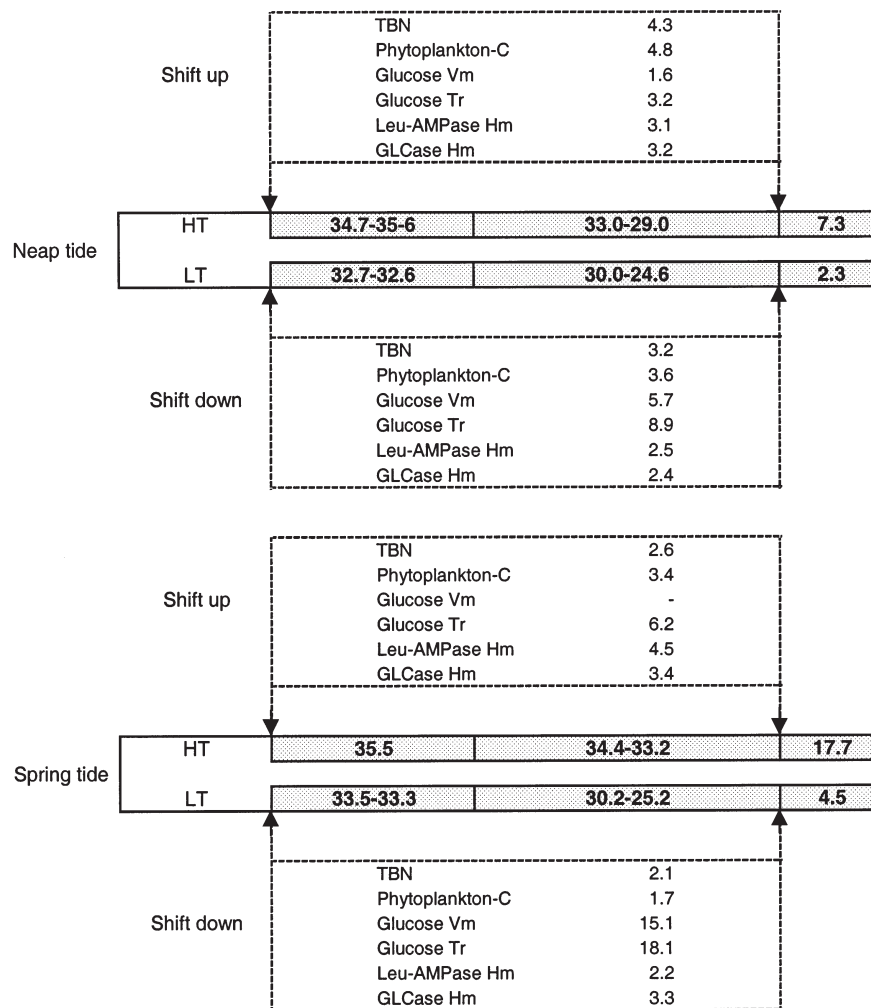 TBN 4.3
Phytoplankton-C 4.8
Shift up Glucose Vm 1.6
Glucose Tr 3.2
Leu-AMPase Hm 3.1
GLCase Hm 3.2
HT 34.7-35-6 33.0-29.0 7.3
Neap tide
LT 32.7-32.6 30.0-24.6 2.3
TBN 3.2
Phytoplankton-C 3.6
Shift down Glucose Vm 5.7
Glucose Tr 8.9
Leu-AMPase Hm 2.5
GLCase Hm 2.4
TBN 2.6
Phytoplankton-C 3.4
Shift up Glucose Vm -
Glucose Tr 6.2
Leu-AMPase Hm 4.5
GLCase Hm 3.4
HT 35.5 34.4-33.2 17.7
Spring tide
LT 33.5-33.3 30.2-25.2 4.5
TBN 2.1
Phytoplankton-C 1.7
Shift down Glucose Vm 15.1
Glucose Tr 18.1
Leu-AMPase Hm 2.2
GLCase Hm 3.3